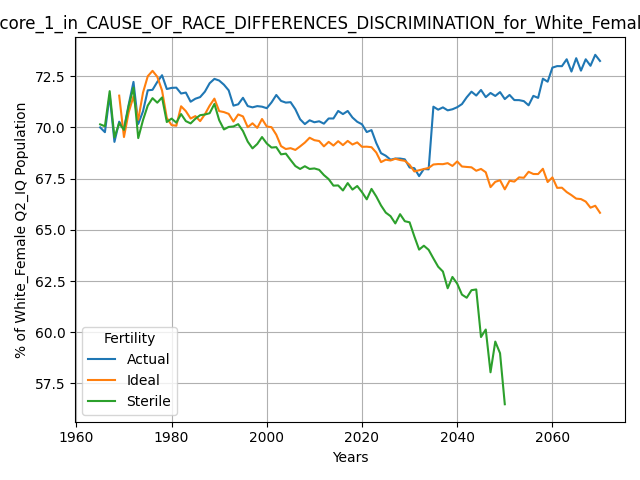 core_1_in_CAUSE_OF_RACE_DIFFERENCES_DISCRIMINATION_for_White_Femal
% of White_Female Q2_IQ Population
72.5
70.0
67.5
65.0
62.5
60.0
57.5
Fertility
Actual
Ideal
Sterile
1960 1980 2000 2020 2040 2060
Years